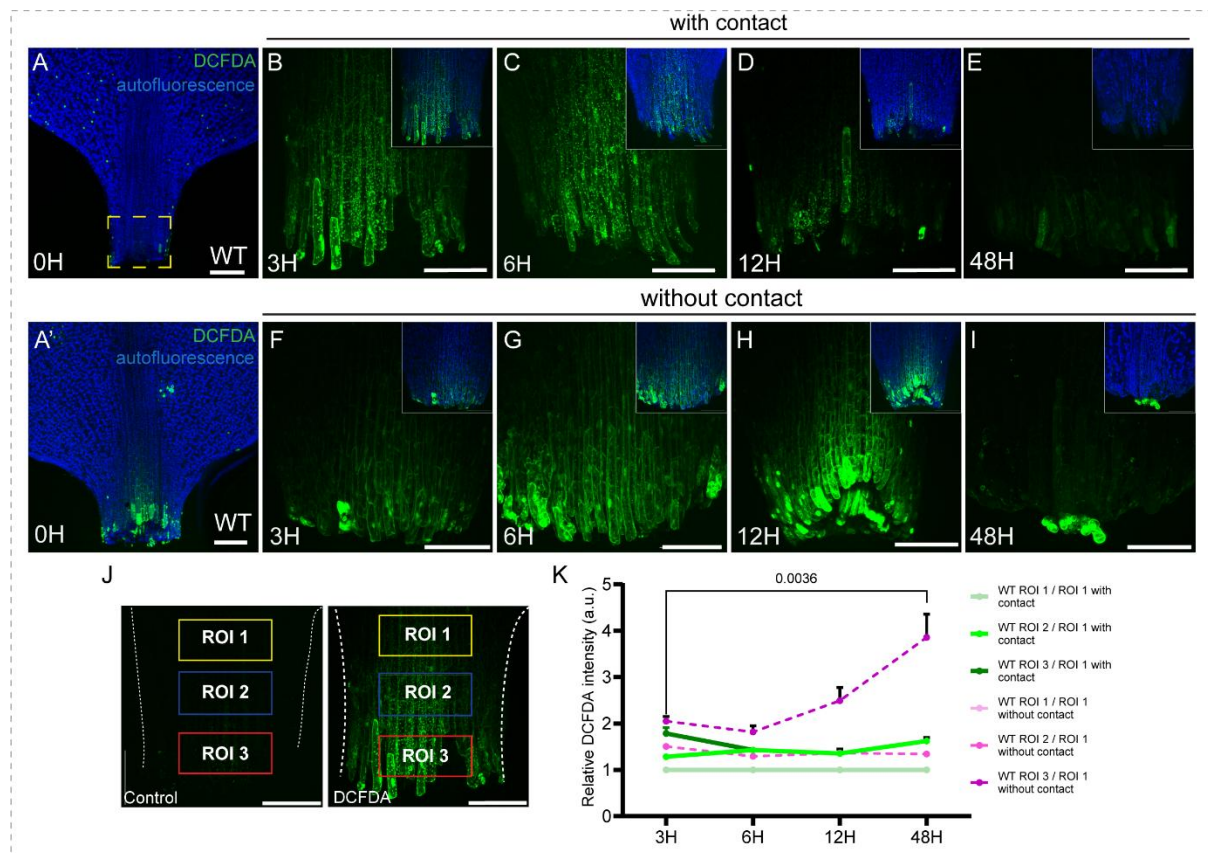 with contact
A
DCFDA
autofluorescence
0H
WT
B
3H
C
6H
D
12H
E
48H
without contact
A'
DCFDA
autofluorescence
0H
WT
F
3H
G
6H
H
12H
I
48H
J
ROI 1
ROI 2
ROI 3
Control
ROI 1
ROI 2
ROI 3
DCFDA
K
0.0036
Relative DCFDA intensity (a.u.)
5
4
3
2
1
0
3H
6H
12H
48H
WT ROI 1 / ROI 1 with
contact
WT ROI 2 / ROI 1 with
contact
WT ROI 3 / ROI 1 with
contact
WT ROI 1 / ROI 1
without contact
WT ROI 2 / ROI 1
without contact
WT ROI 3 / ROI 1
without contact